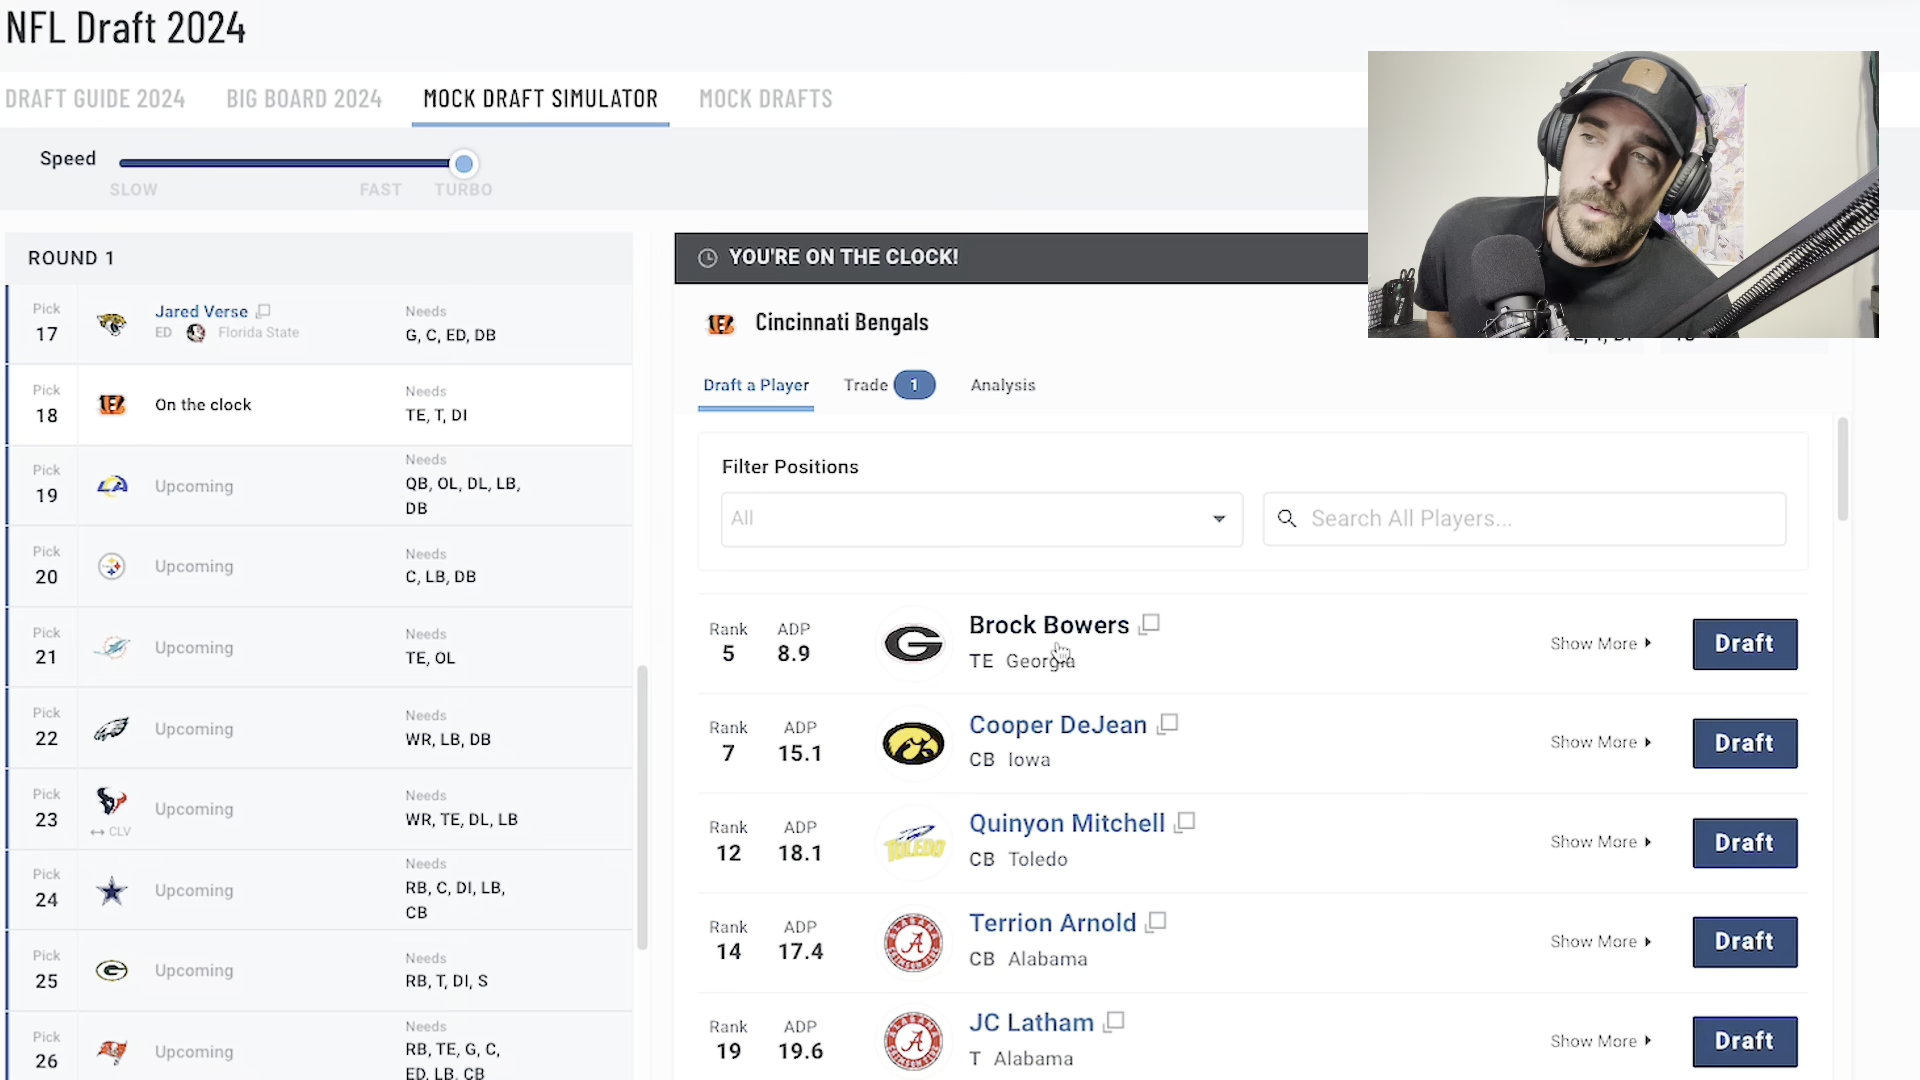 NFL Draft 2024
DRAFT GUIDE 2024
BIG BOARD 2024
MOCK DRAFT SIMULATOR
MOCK DRAFTS
Speed
SLOW
FAST
TURBO
ROUND 1
Pick
17
Jared Verse
ED Florida State
Needs
G, C, ED, DB
Pick
18
On the clock
Needs
TE, T, DI
Pick
19
Upcoming
Needs
QB, OL, DL, LB,
DB
Pick
20
Upcoming
Needs
C, LB, DB
Pick
21
Upcoming
Needs
TE, OL
Pick
22
Upcoming
Needs
WR, LB, DB
Pick
23
CLV
Upcoming
Needs
WR, TE, DL, LB
Pick
24
Upcoming
Needs
RB, C, DI, LB,
CB
Pick
25
Upcoming
Needs
RB, T, DI, S
Pick
26
Upcoming
Needs
RB, TE, G, C,
ED, LB, CB
YOU'RE ON THE CLOCK!
Cincinnati Bengals
Draft a Player
Trade 1
Analysis
Filter Positions
All
Search All Players...
Rank
5
ADP
8.9
Brock Bowers
TE Georgia
Show More
Draft
Rank
7
ADP
15.1
Cooper DeJean
CB Iowa
Show More
Draft
Rank
12
ADP
18.1
TOLEDO
Quinyon Mitchell
CB Toledo
Show More
Draft
Rank
14
ADP
17.4
Terrion Arnold
CB Alabama
Show More
Draft
Rank
19
ADP
19.6
JC Latham
T Alabama
Show More
Draft